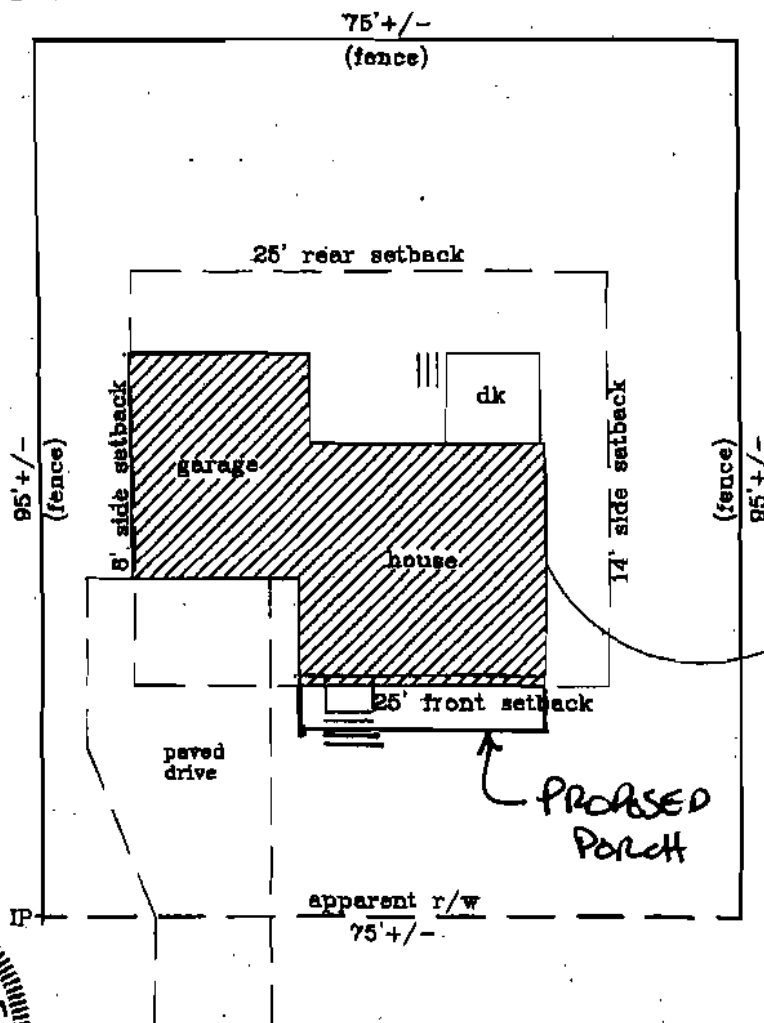 75'+/-
(fence)
25' rear setback
dk
side setback
14' side setback
95'+/-
(fence)
garage
(fence)
95'+/-
house
25' front setback
paved
drive
PROPOSED
PORCH
IP
apparent r/w
75'+/-